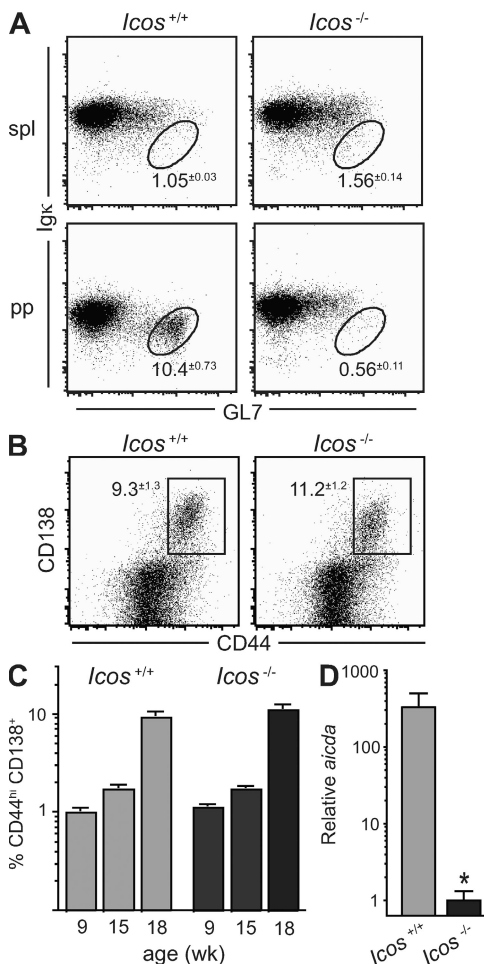 A
Icos+/+ Icos-/-
spl
1.05±0.03 1.56±0.14
Igκ
pp
10.4±0.73 0.56±0.11
GL7
B
Icos+/+ Icos-/-
9.3±1.3 11.2±1.2
CD138
CD44
C
Icos+/+ Icos-/-
% CD44hi CD138+
10
1
9 15 18 9 15 18
age (wk)
D
Relative aicda
1000
100
10
1
*
Icos+/+ Icos-/-